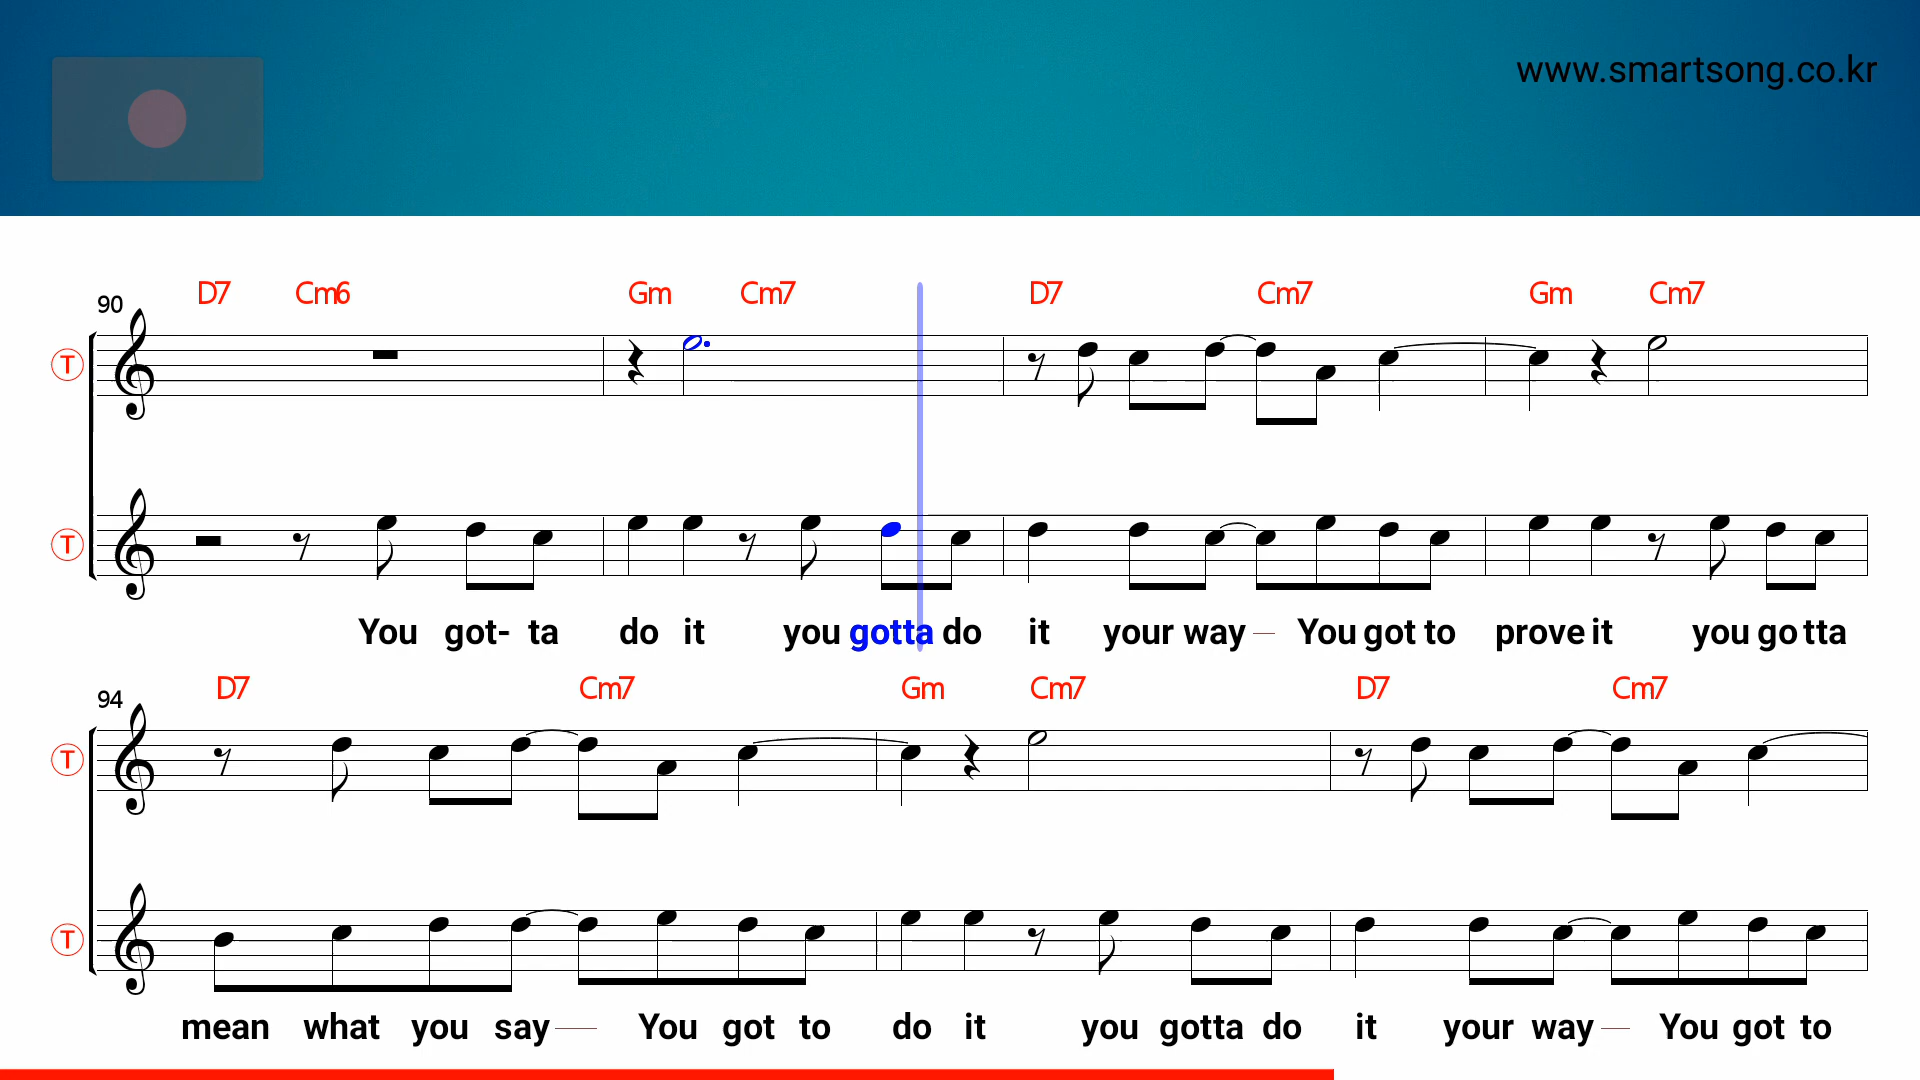 www.smartsong.co.kr
D7 Cm6 Gm Cm7 D7 Cm7 Gm Cm7
90
T
T
You got- ta do it you gotta do it your way You got to prove it you go tta
D7 Cm7 Gm Cm7 D7 Cm7
94
T
T
mean what you say You got to do it you gotta do it your way You got to